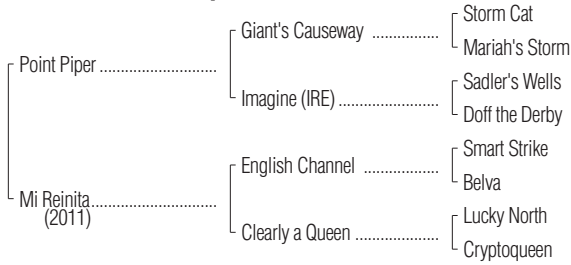 Storm Cat
Giant's Causeway ................
Mariah's Storm
Point Piper ...........................
Sadler's Wells
Imagine (IRE) .......................
Doff the Derby
Smart Strike
English Channel .................
Belva
Mi Reinita.............................
(2011)
Lucky North
Clearly a Queen ...................
Cryptoqueen